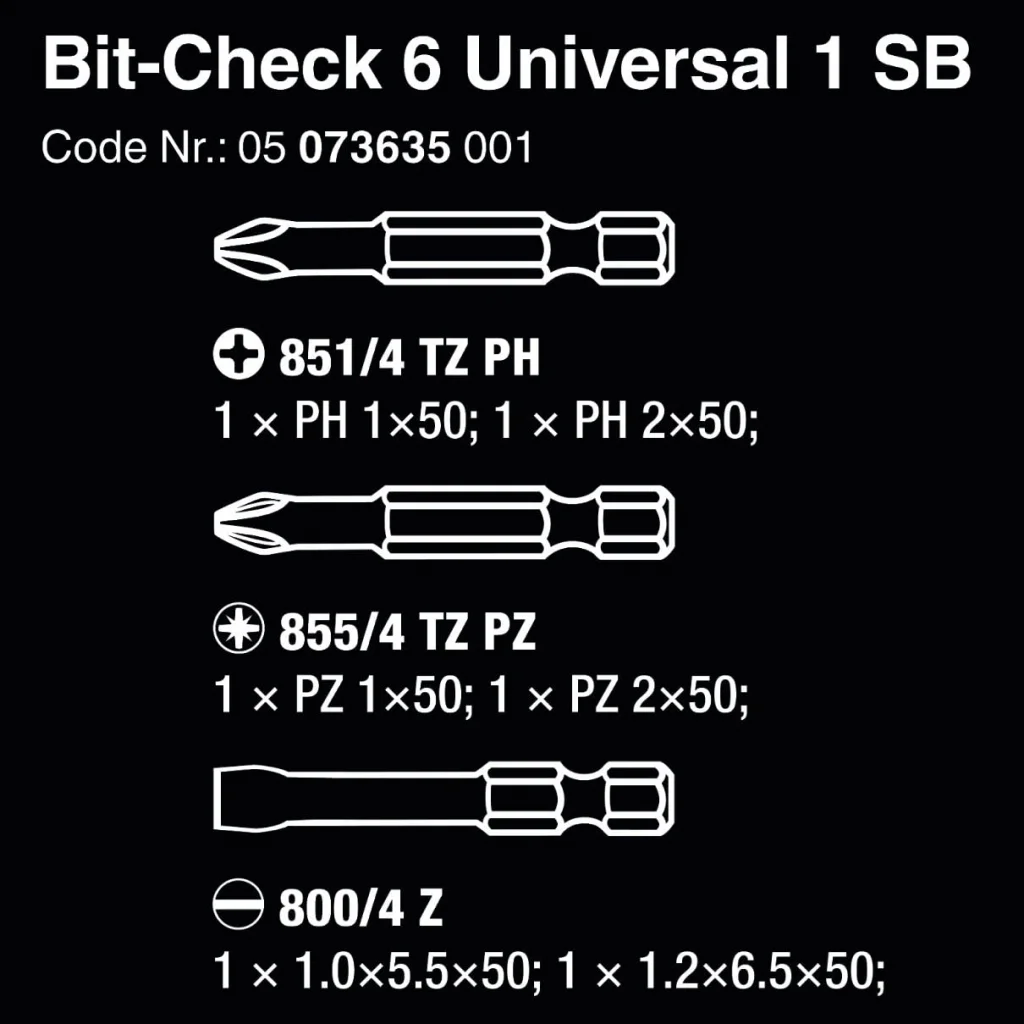 Bit-Check 6 Universal 1 SB
Code Nr.: 05 073635 001
851/4 TZ PH
1 × PH 1×50; 1 × PH 2×50;
855/4 TZ PZ
1 × PZ 1×50; 1 × PZ 2×50;
800/4 Z
1 × 1.0×5.5×50; 1 × 1.2×6.5×50;